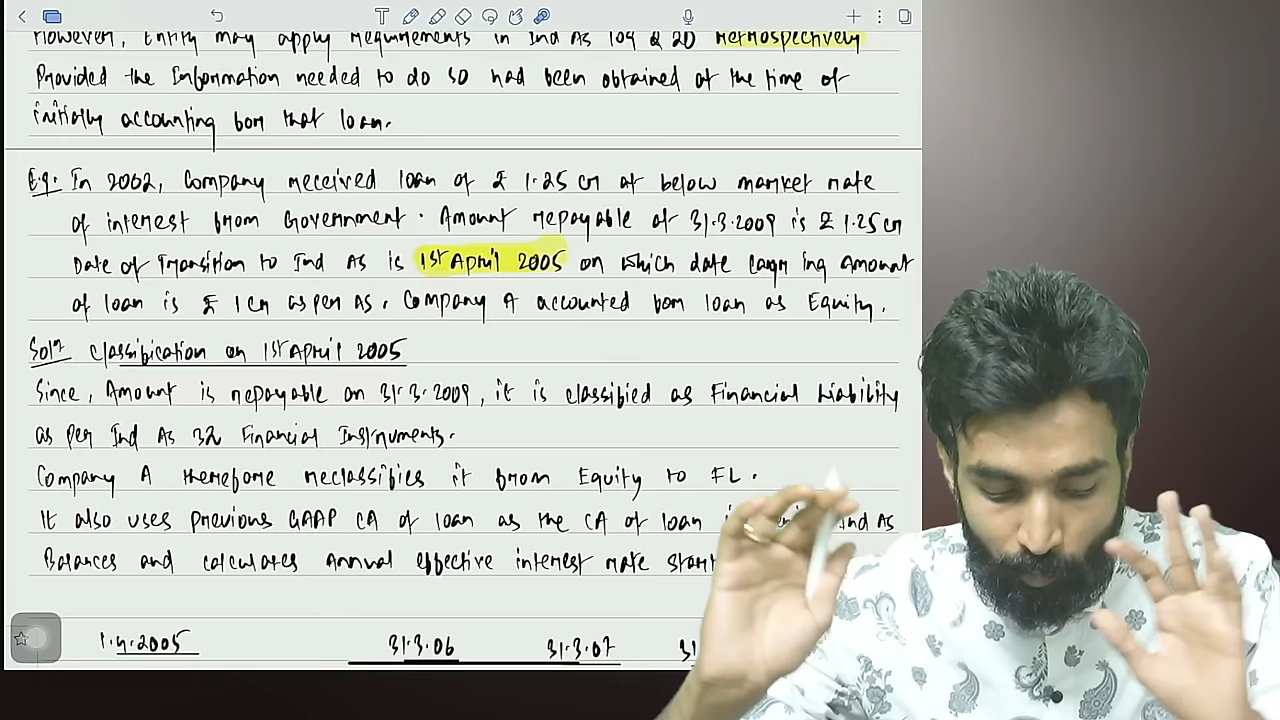 However, Entity may apply Requirements in Ind As 109 & 20 Retrospectively
Provided the Information needed to do so had been obtained at the time of
initially accounting for that loan.
E.g. In 2002, Company received loan of ₹ 1.25 cr at below market rate
of interest from Government. Amount repayable at 31.3.2009 is ₹ 1.25 cr
Date of Transition to Ind As is 1st April 2005 on which date carrying Amount
of loan is ₹ 1 cr as per As. Company A accounted for loan as Equity.
Solⁿ Classification on 1st April 2005
Since, Amount is repayable on 31.3.2009, it is classified as Financial Liability
as per Ind As 32 Financial Instruments.
Company A therefore reclassifies it from Equity to FL.
It also uses previous GAAP CA of loan as the CA of loan Ind As
Balances and calculates Annual effective interest rate
1.4.2005 31.3.06 31.3.07